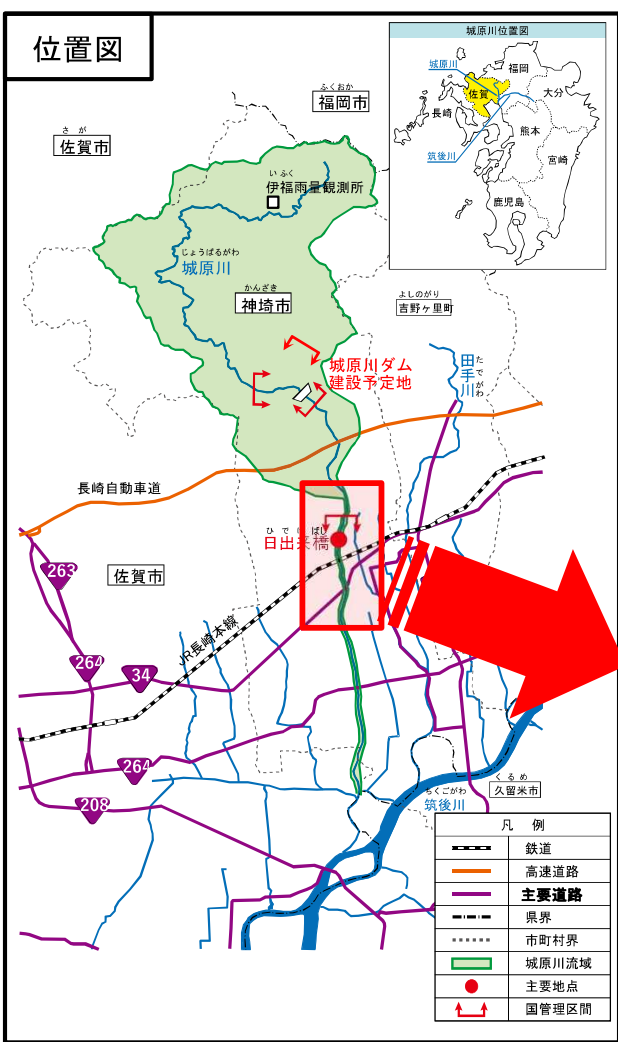 位置図
城原川位置図
城原川
福岡
佐賀
大分
長崎
熊本
筑後川
宮崎
鹿児島
ふくおか
福岡市
さが
佐賀市
いふく
伊福雨量観測所
じょうばるがわ
城原川
かんざき
神埼市
よしのがり
吉野ヶ里町
城原川ダム
建設予定地
たでがわ
田手川
長崎自動車道
日出来橋
263
佐賀市
JR長崎本線
264
34
264
208
くるめ
久留米市
ちくごがわ
筑後川
凡 例
鉄道
高速道路
主要道路
県界
市町村界
城原川流域
主要地点
国管理区間